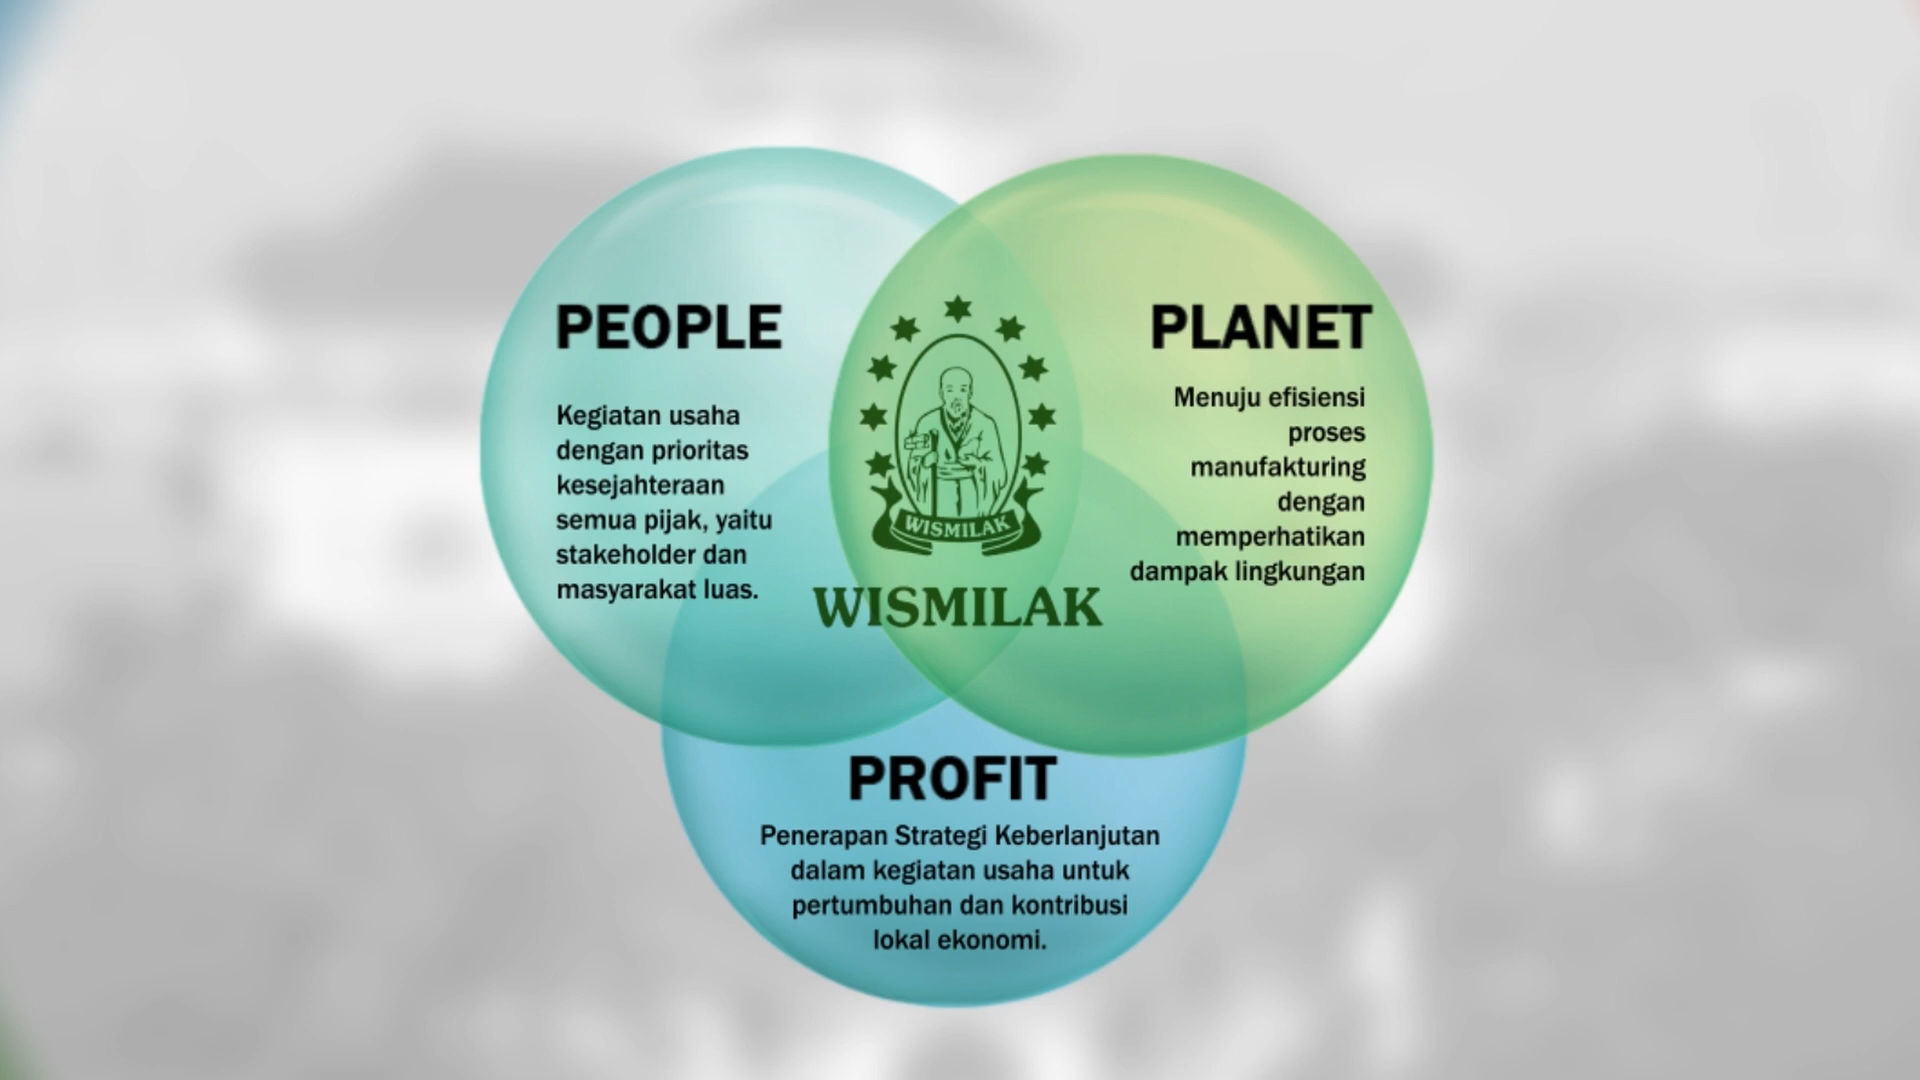 PEOPLE
Kegiatan usaha
dengan prioritas
kesejahteraan
semua pijak, yaitu
stakeholder dan
masyarakat luas.
WISMILAK
WISMILAK
PLANET
Menuju efisiensi
proses
manufakturing
dengan
memperhatikan
dampak lingkungan
PROFIT
Penerapan Strategi Keberlanjutan
dalam kegiatan usaha untuk
pertumbuhan dan kontribusi
lokal ekonomi.